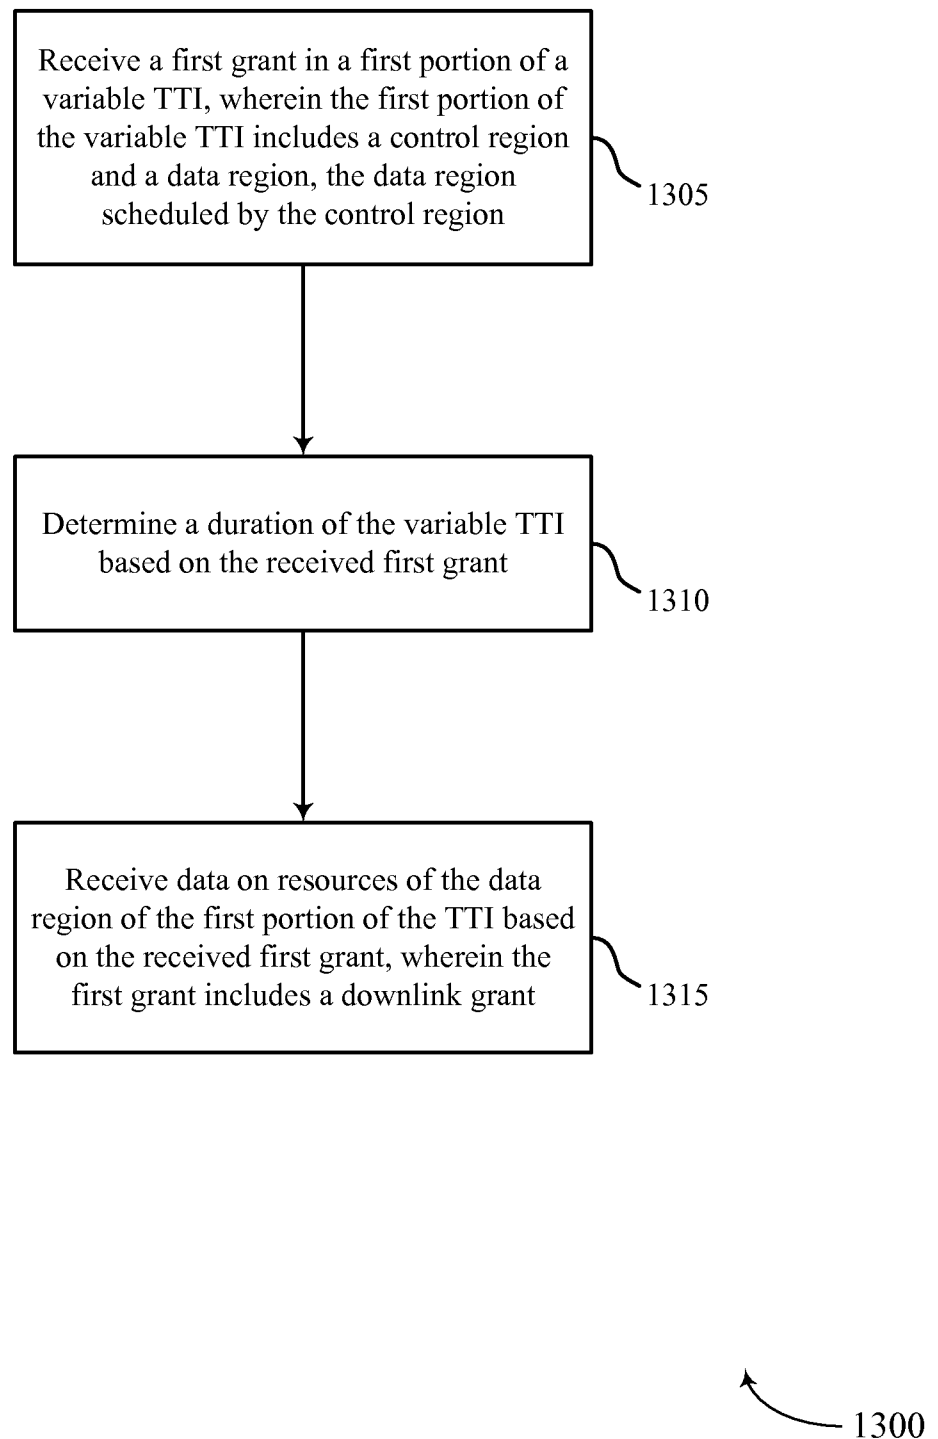 Receive a first grant in a first portion of a
variable TTI, wherein the first portion of
the variable TTI includes a control region
and a data region, the data region
scheduled by the control region
1305
Determine a duration of the variable TTI
based on the received first grant
1310
Receive data on resources of the data
region of the first portion of the TTI based
on the received first grant, wherein the
first grant includes a downlink grant
1315
1300